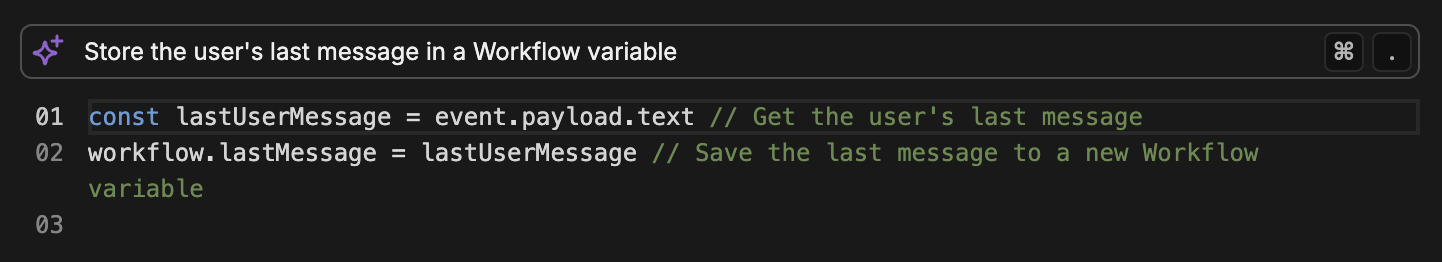 Store the user's last message in a Workflow variable ⌘ .
01 const lastUserMessage = event.payload.text // Get the user's last message
02 workflow.lastMessage = lastUserMessage // Save the last message to a new Workflow
variable
03